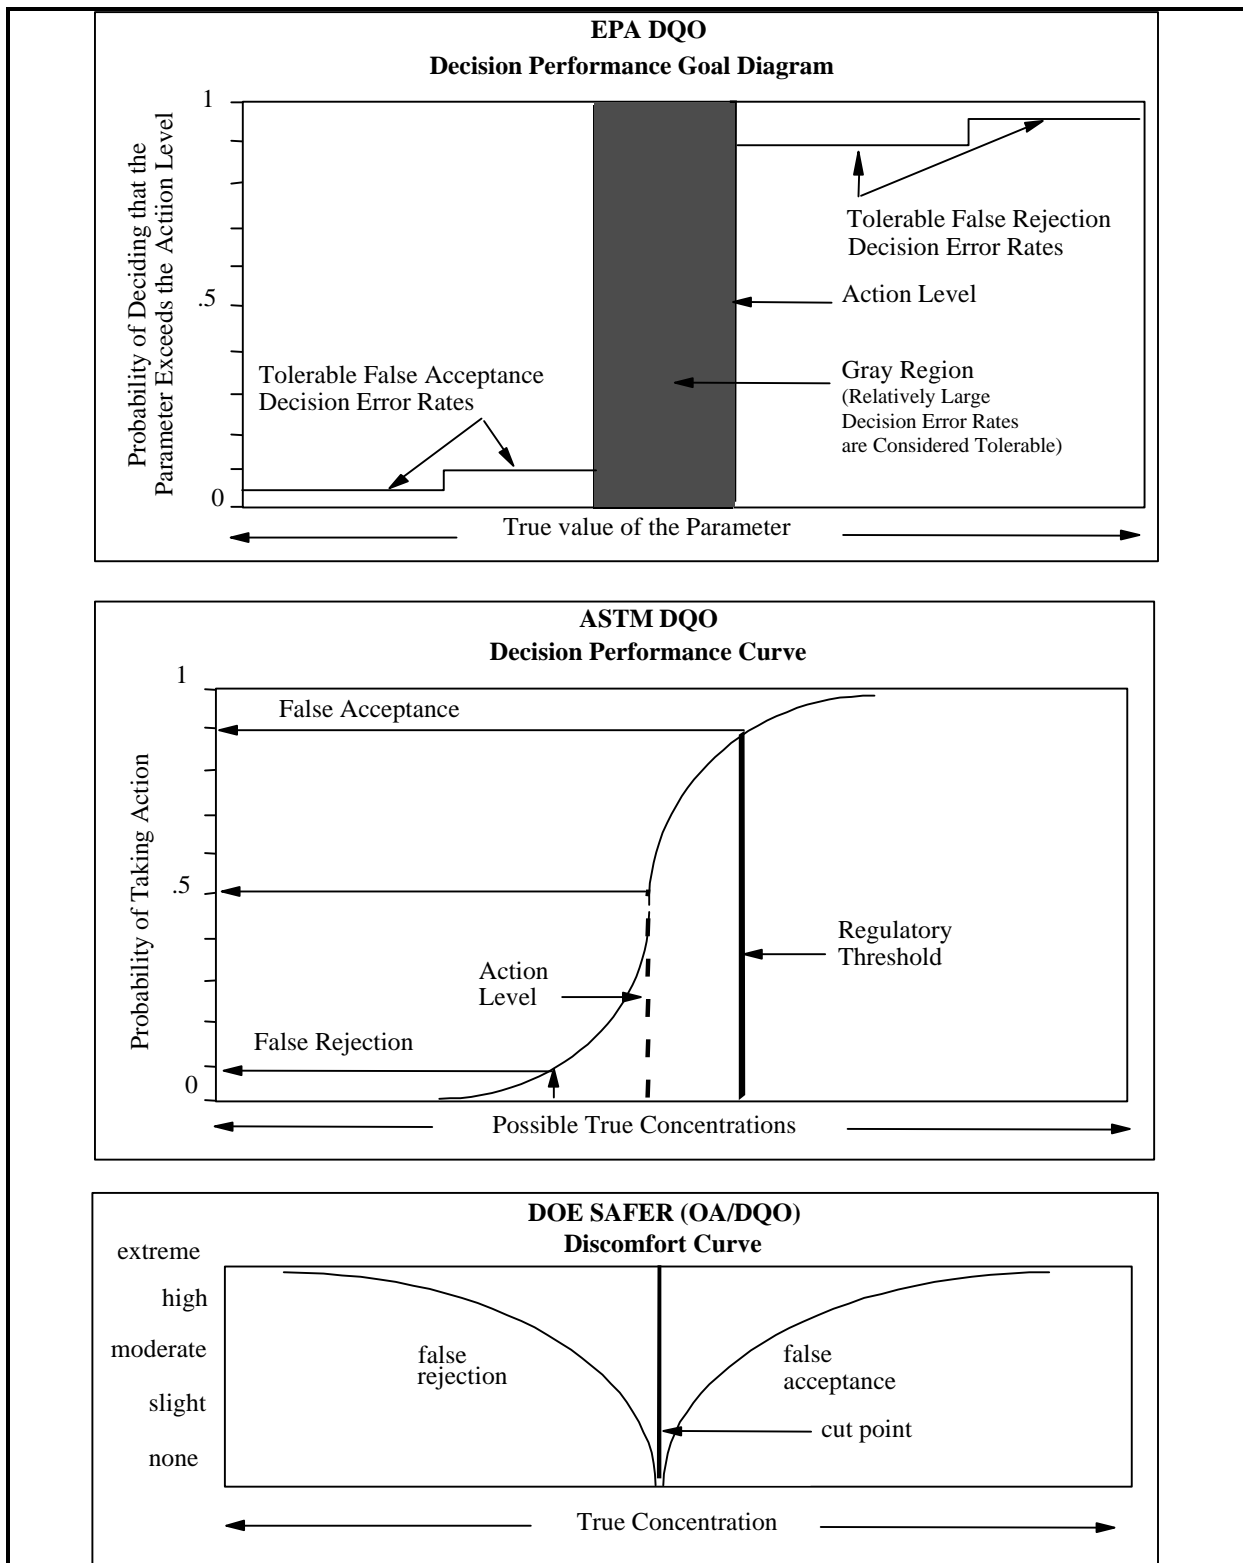 EPA DQO
Decision Performance Goal Diagram
Probability of Deciding that the
Parameter Exceeds the Actiion Level
1
.5
0
Tolerable False Rejection
Decision Error Rates
Action Level
Tolerable False Acceptance
Decision Error Rates
Gray Region
(Relatively Large
Decision Error Rates
are Considered Tolerable)
True value of the Parameter
ASTM DQO
Decision Performance Curve
Probability of Taking Action
1
.5
0
False Acceptance
Regulatory
Threshold
Action
Level
False Rejection
Possible True Concentrations
DOE SAFER (OA/DQO)
Discomfort Curve
extreme
high
moderate
slight
none
false
rejection
false
acceptance
cut point
True Concentration